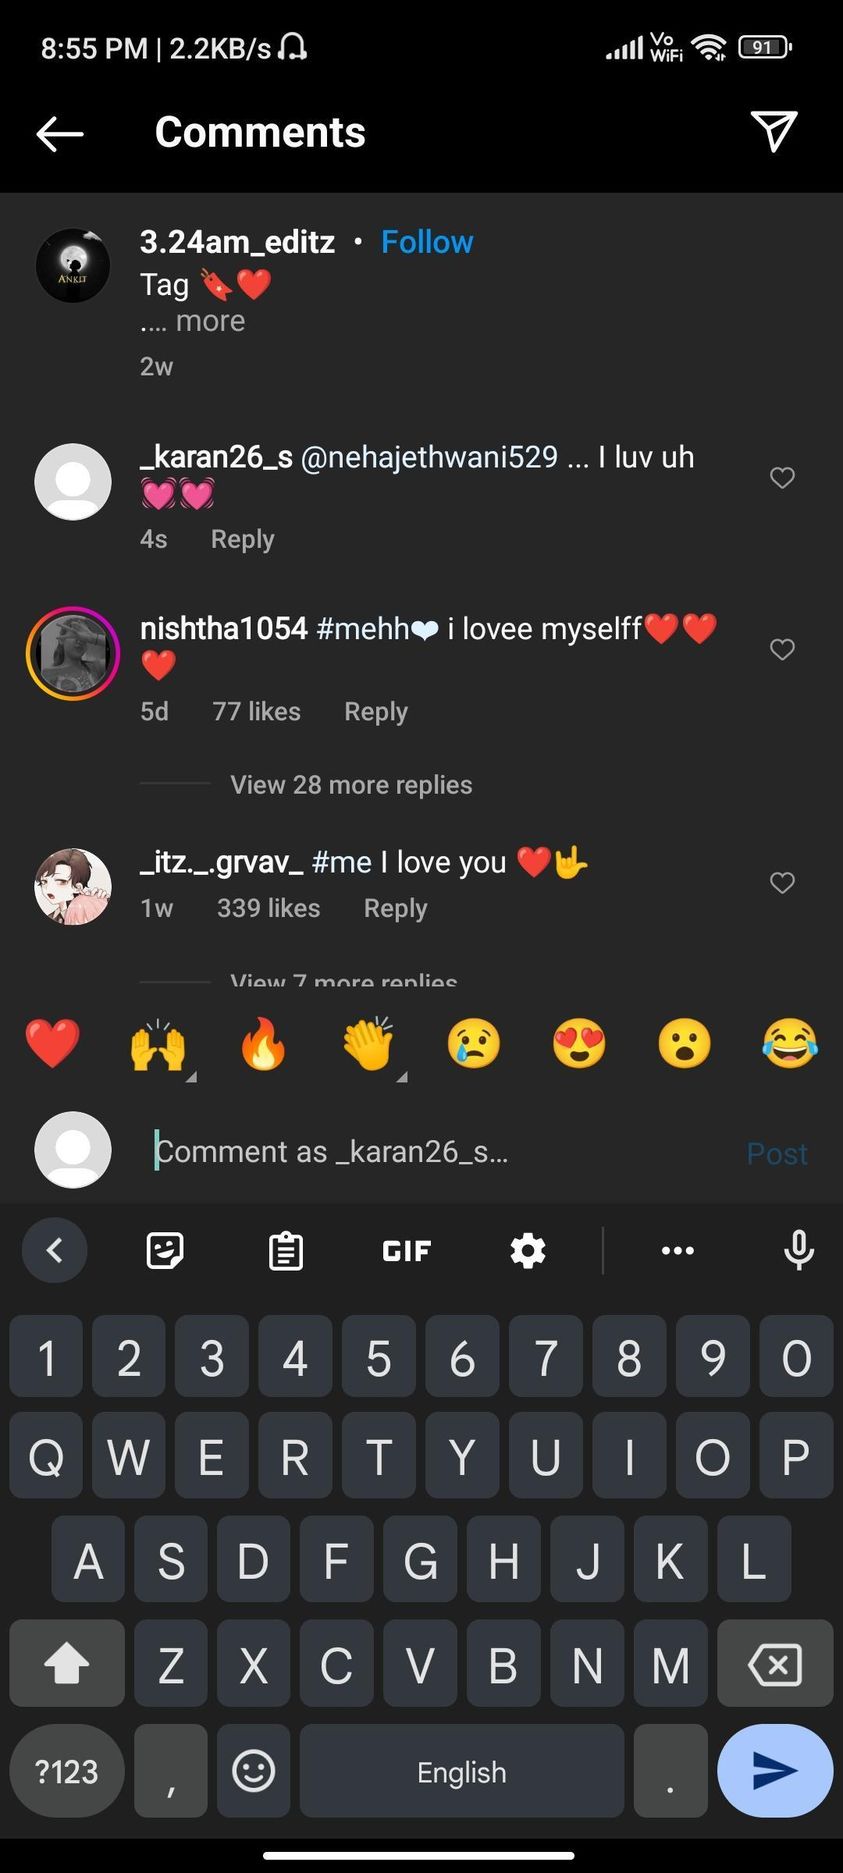 8:55 PM | 2.2KB/s Vo WiFi 91
Comments
ANKIT
3.24am_editz • Follow
Tag 🔖❤️
.... more
2w
_karan26_s @nehajethwani529 ... I luv uh
💓💓
4s Reply
nishtha1054 #mehh❤ i lovee myselff❤️❤️
❤️
5d 77 likes Reply
View 28 more replies
_itz._.grvav_ #me I love you ❤️🤟
1w 339 likes Reply
View 7 more replies
❤️ 🙌 🔥 👏 😢 😍 😮 😂
Comment as _karan26_s... Post
GIF
1 2 3 4 5 6 7 8 9 0
Q W E R T Y U I O P
A S D F G H J K L
Z X C V B N M
?123 , English .